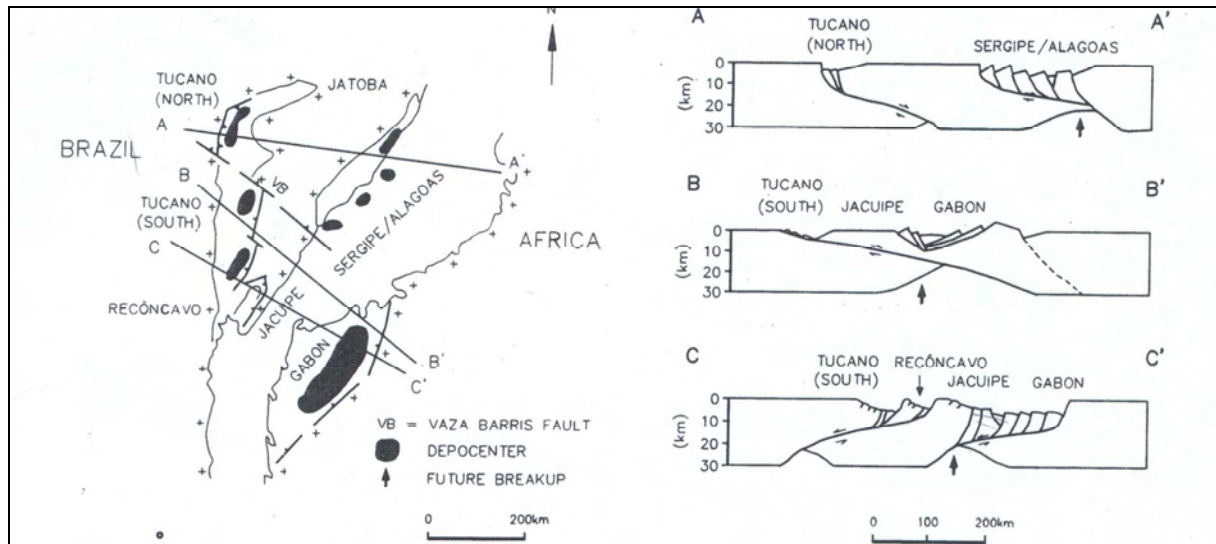 N
TUCANO
(NORTH)
JATOBA
A
BRAZIL
A'
B
VB
TUCANO
(SOUTH)
SERGIPE/ALAGOAS
C
AFRICA
RECÔNCAVO
JACUIPE
GABON
B'
C'
VB = VAZA BARRIS FAULT
DEPOCENTER
FUTURE BREAKUP
0 200km
A A'
TUCANO
(NORTH)
SERGIPE/ALAGOAS
0
10
20
30
(km)
B B'
TUCANO
(SOUTH) JACUIPE GABON
0
10
20
30
(km)
C C'
TUCANO RECÔNCAVO
(SOUTH) JACUIPE GABON
0
10
20
30
(km)
0 100 200km